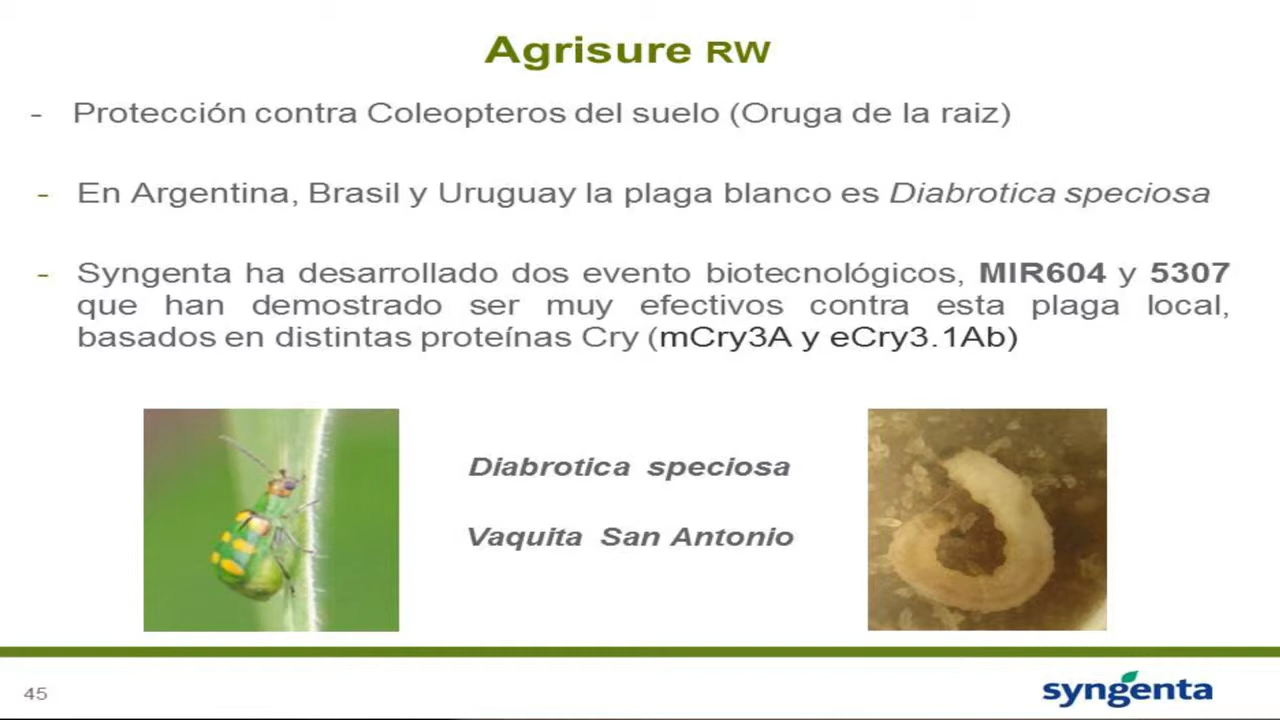 Agrisure RW
- Protección contra Coleopteros del suelo (Oruga de la raiz)
- En Argentina, Brasil y Uruguay la plaga blanco es Diabrotica speciosa
- Syngenta ha desarrollado dos evento biotecnológicos, MIR604 y 5307
que han demostrado ser muy efectivos contra esta plaga local,
basados en distintas proteínas Cry (mCry3A y eCry3.1Ab)
Diabrotica speciosa
Vaquita San Antonio
45
syngenta